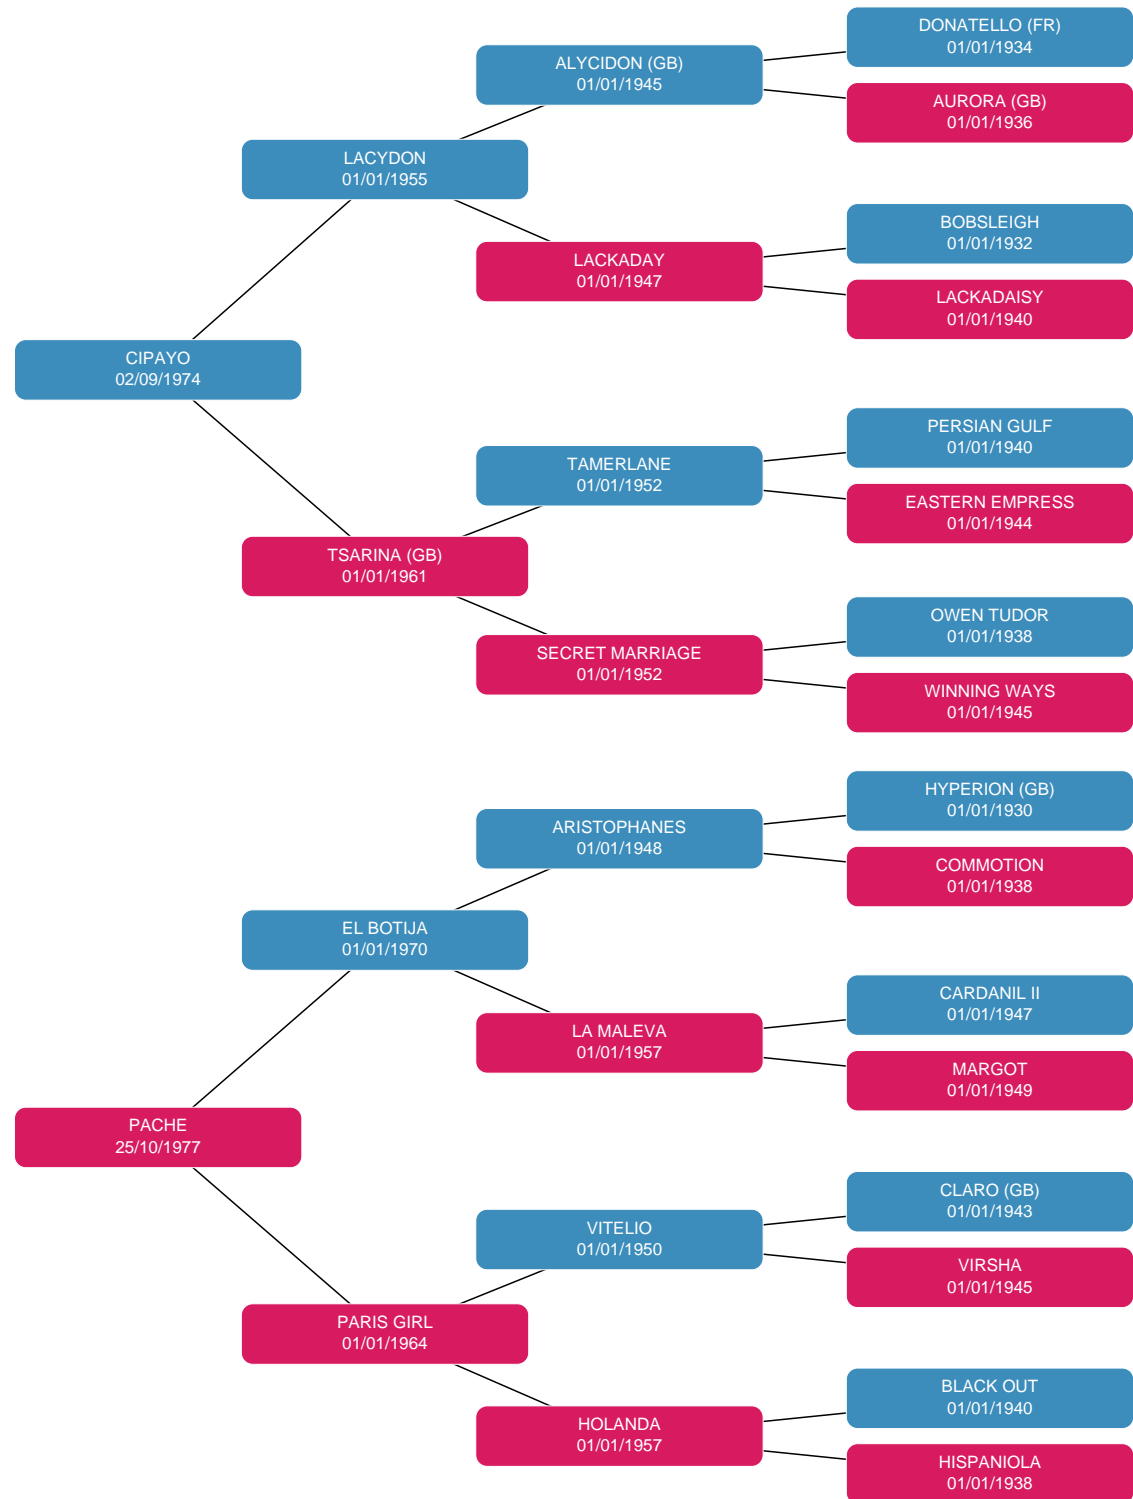 DONATELLO (FR)
01/01/1934
ALYCIDON (GB)
01/01/1945
AURORA (GB)
01/01/1936
LACYDON
01/01/1955
BOBSLEIGH
01/01/1932
LACKADAY
01/01/1947
LACKADAISY
01/01/1940
CIPAYO
02/09/1974
PERSIAN GULF
01/01/1940
TAMERLANE
01/01/1952
EASTERN EMPRESS
01/01/1944
TSARINA (GB)
01/01/1961
OWEN TUDOR
01/01/1938
SECRET MARRIAGE
01/01/1952
WINNING WAYS
01/01/1945
HYPERION (GB)
01/01/1930
ARISTOPHANES
01/01/1948
COMMOTION
01/01/1938
EL BOTIJA
01/01/1970
CARDANIL II
01/01/1947
LA MALEVA
01/01/1957
MARGOT
01/01/1949
PACHE
25/10/1977
CLARO (GB)
01/01/1943
VITELIO
01/01/1950
VIRSHA
01/01/1945
PARIS GIRL
01/01/1964
BLACK OUT
01/01/1940
HOLANDA
01/01/1957
HISPANIOLA
01/01/1938